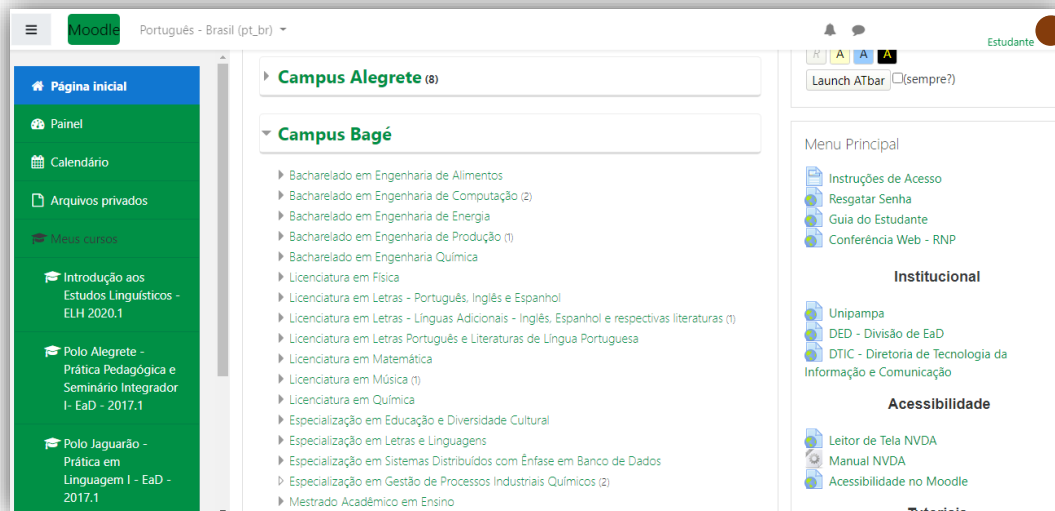 Moodle
Português - Brasil (pt_br)
Estudante
Página inicial
Painel
Calendário
Arquivos privados
Meus cursos
Introdução aos
Estudos Linguísticos -
ELH 2020.1
Polo Alegrete -
Prática Pedagógica e
Seminário Integrador
I- EaD - 2017.1
Polo Jaguarão -
Prática em
Linguagem I - EaD -
2017.1
Campus Alegrete (8)
Campus Bagé
Bacharelado em Engenharia de Alimentos
Bacharelado em Engenharia de Computação (2)
Bacharelado em Engenharia de Energia
Bacharelado em Engenharia de Produção (1)
Bacharelado em Engenharia Química
Licenciatura em Física
Licenciatura em Letras - Português, Inglês e Espanhol
Licenciatura em Letras - Línguas Adicionais - Inglês, Espanhol e respectivas literaturas (1)
Licenciatura em Letras Português e Literaturas de Língua Portuguesa
Licenciatura em Matemática
Licenciatura em Música (1)
Licenciatura em Química
Especialização em Educação e Diversidade Cultural
Especialização em Letras e Linguagens
Especialização em Sistemas Distribuídos com Ênfase em Banco de Dados
Especialização em Gestão de Processos Industriais Químicos (2)
Mestrado Acadêmico em Ensino
R A A A
Launch ATbar (sempre?)
Menu Principal
Instruções de Acesso
Resgatar Senha
Guia do Estudante
Conferência Web - RNP
Institucional
Unipampa
DED - Divisão de EaD
DTIC - Diretoria de Tecnologia da
Informação e Comunicação
Acessibilidade
Leitor de Tela NVDA
Manual NVDA
Acessibilidade no Moodle
Tutoriais